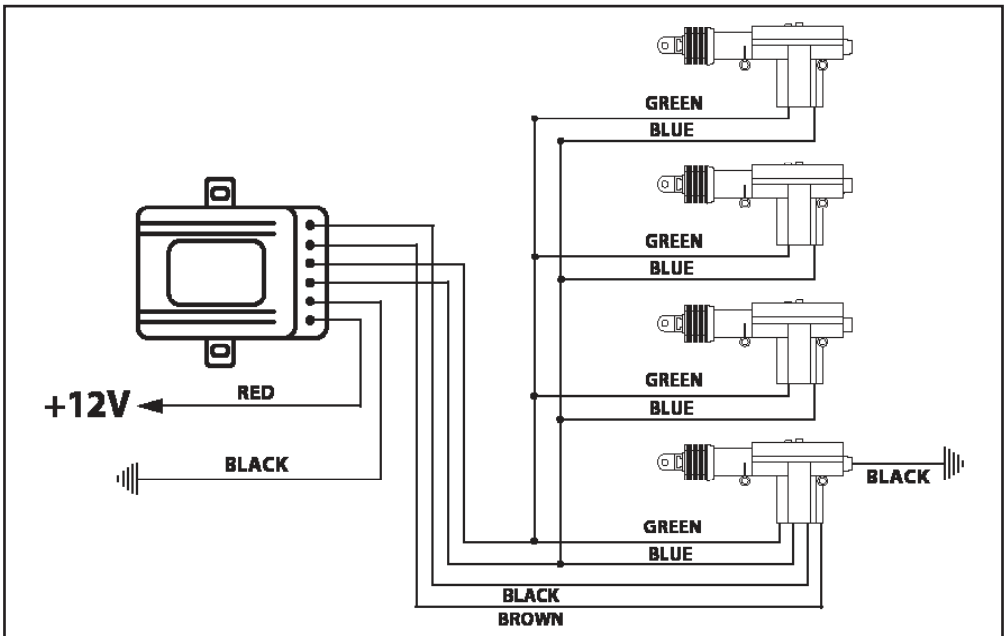 GREEN
BLUE
GREEN
BLUE
GREEN
BLUE
RED
+12V
BLACK
BLACK
GREEN
BLUE
BLACK
BROWN